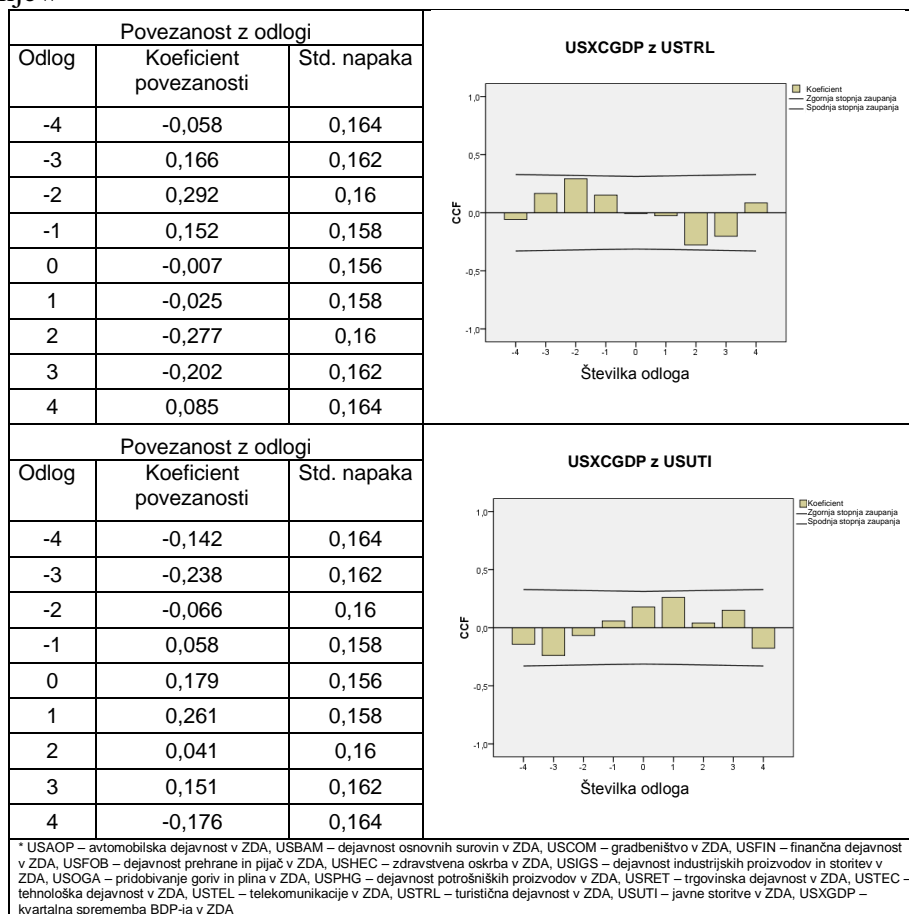 Povezanost z odlogi
Odlog Koeficient povezanosti Std. napaka
-4 -0,058 0,164
-3 0,166 0,162
-2 0,292 0,16
-1 0,152 0,158
0 -0,007 0,156
1 -0,025 0,158
2 -0,277 0,16
3 -0,202 0,162
4 0,085 0,164
USXCGDP z USTRL
Koeficient
Zgornja stopnja zaupanja
Spodnja stopnja zaupanja
CCF
1,0
0,5
0,0
-0,5
-1,0
-4 -3 -2 -1 0 1 2 3 4
Številka odloga
Povezanost z odlogi
Odlog Koeficient povezanosti Std. napaka
-4 -0,142 0,164
-3 -0,238 0,162
-2 -0,066 0,16
-1 0,058 0,158
0 0,179 0,156
1 0,261 0,158
2 0,041 0,16
3 0,151 0,162
4 -0,176 0,164
USXCGDP z USUTI
Koeficient
Zgornja stopnja zaupanja
Spodnja stopnja zaupanja
CCF
1,0
0,5
0,0
-0,5
-1,0
-4 -3 -2 -1 0 1 2 3 4
Številka odloga
* USAOP – avtomobilska dejavnost v ZDA, USBAM – dejavnost osnovnih surovin v ZDA, USCOM – gradbeništvo v ZDA, USFIN – finančna dejavnost
v ZDA, USFOB – dejavnost prehrane in pijač v ZDA, USHEC – zdravstvena oskrba v ZDA, USIGS – dejavnost industrijskih proizvodov in storitev v
ZDA, USOGA – pridobivanje goriv in plina v ZDA, USPHG – dejavnost potrošniških proizvodov v ZDA, USRET – trgovinska dejavnost v ZDA, USTEC –
tehnološka dejavnost v ZDA, USTEL – telekomunikacije v ZDA, USTRL – turistična dejavnost v ZDA, USUTI – javne storitve v ZDA, USXGDP –
kvartalna sprememba BDP-ja v ZDA